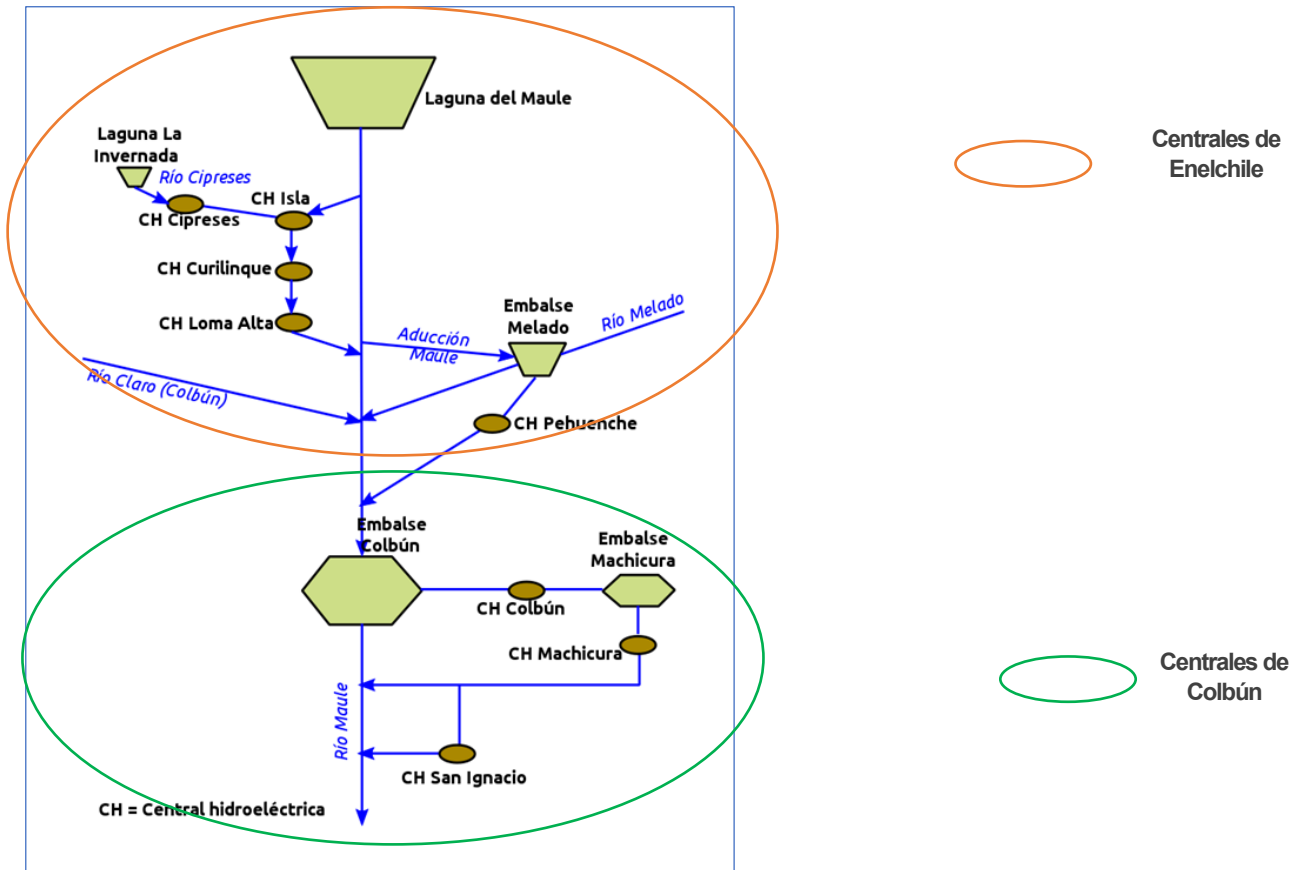 Laguna del Maule
Laguna La
Invernada
Río Cipreses
CH Isla
CH Cipreses
CH Curilinque
CH Loma Alta
Embalse
Melado
Río Melado
Aducción
Maule
Río Claro (Colbún)
CH Pehuenche
Embalse
Colbún
Embalse
Machicura
CH Colbún
CH Machicura
Río Maule
CH San Ignacio
CH = Central hidroeléctrica
Centrales de
Enelchile
Centrales de
Colbún